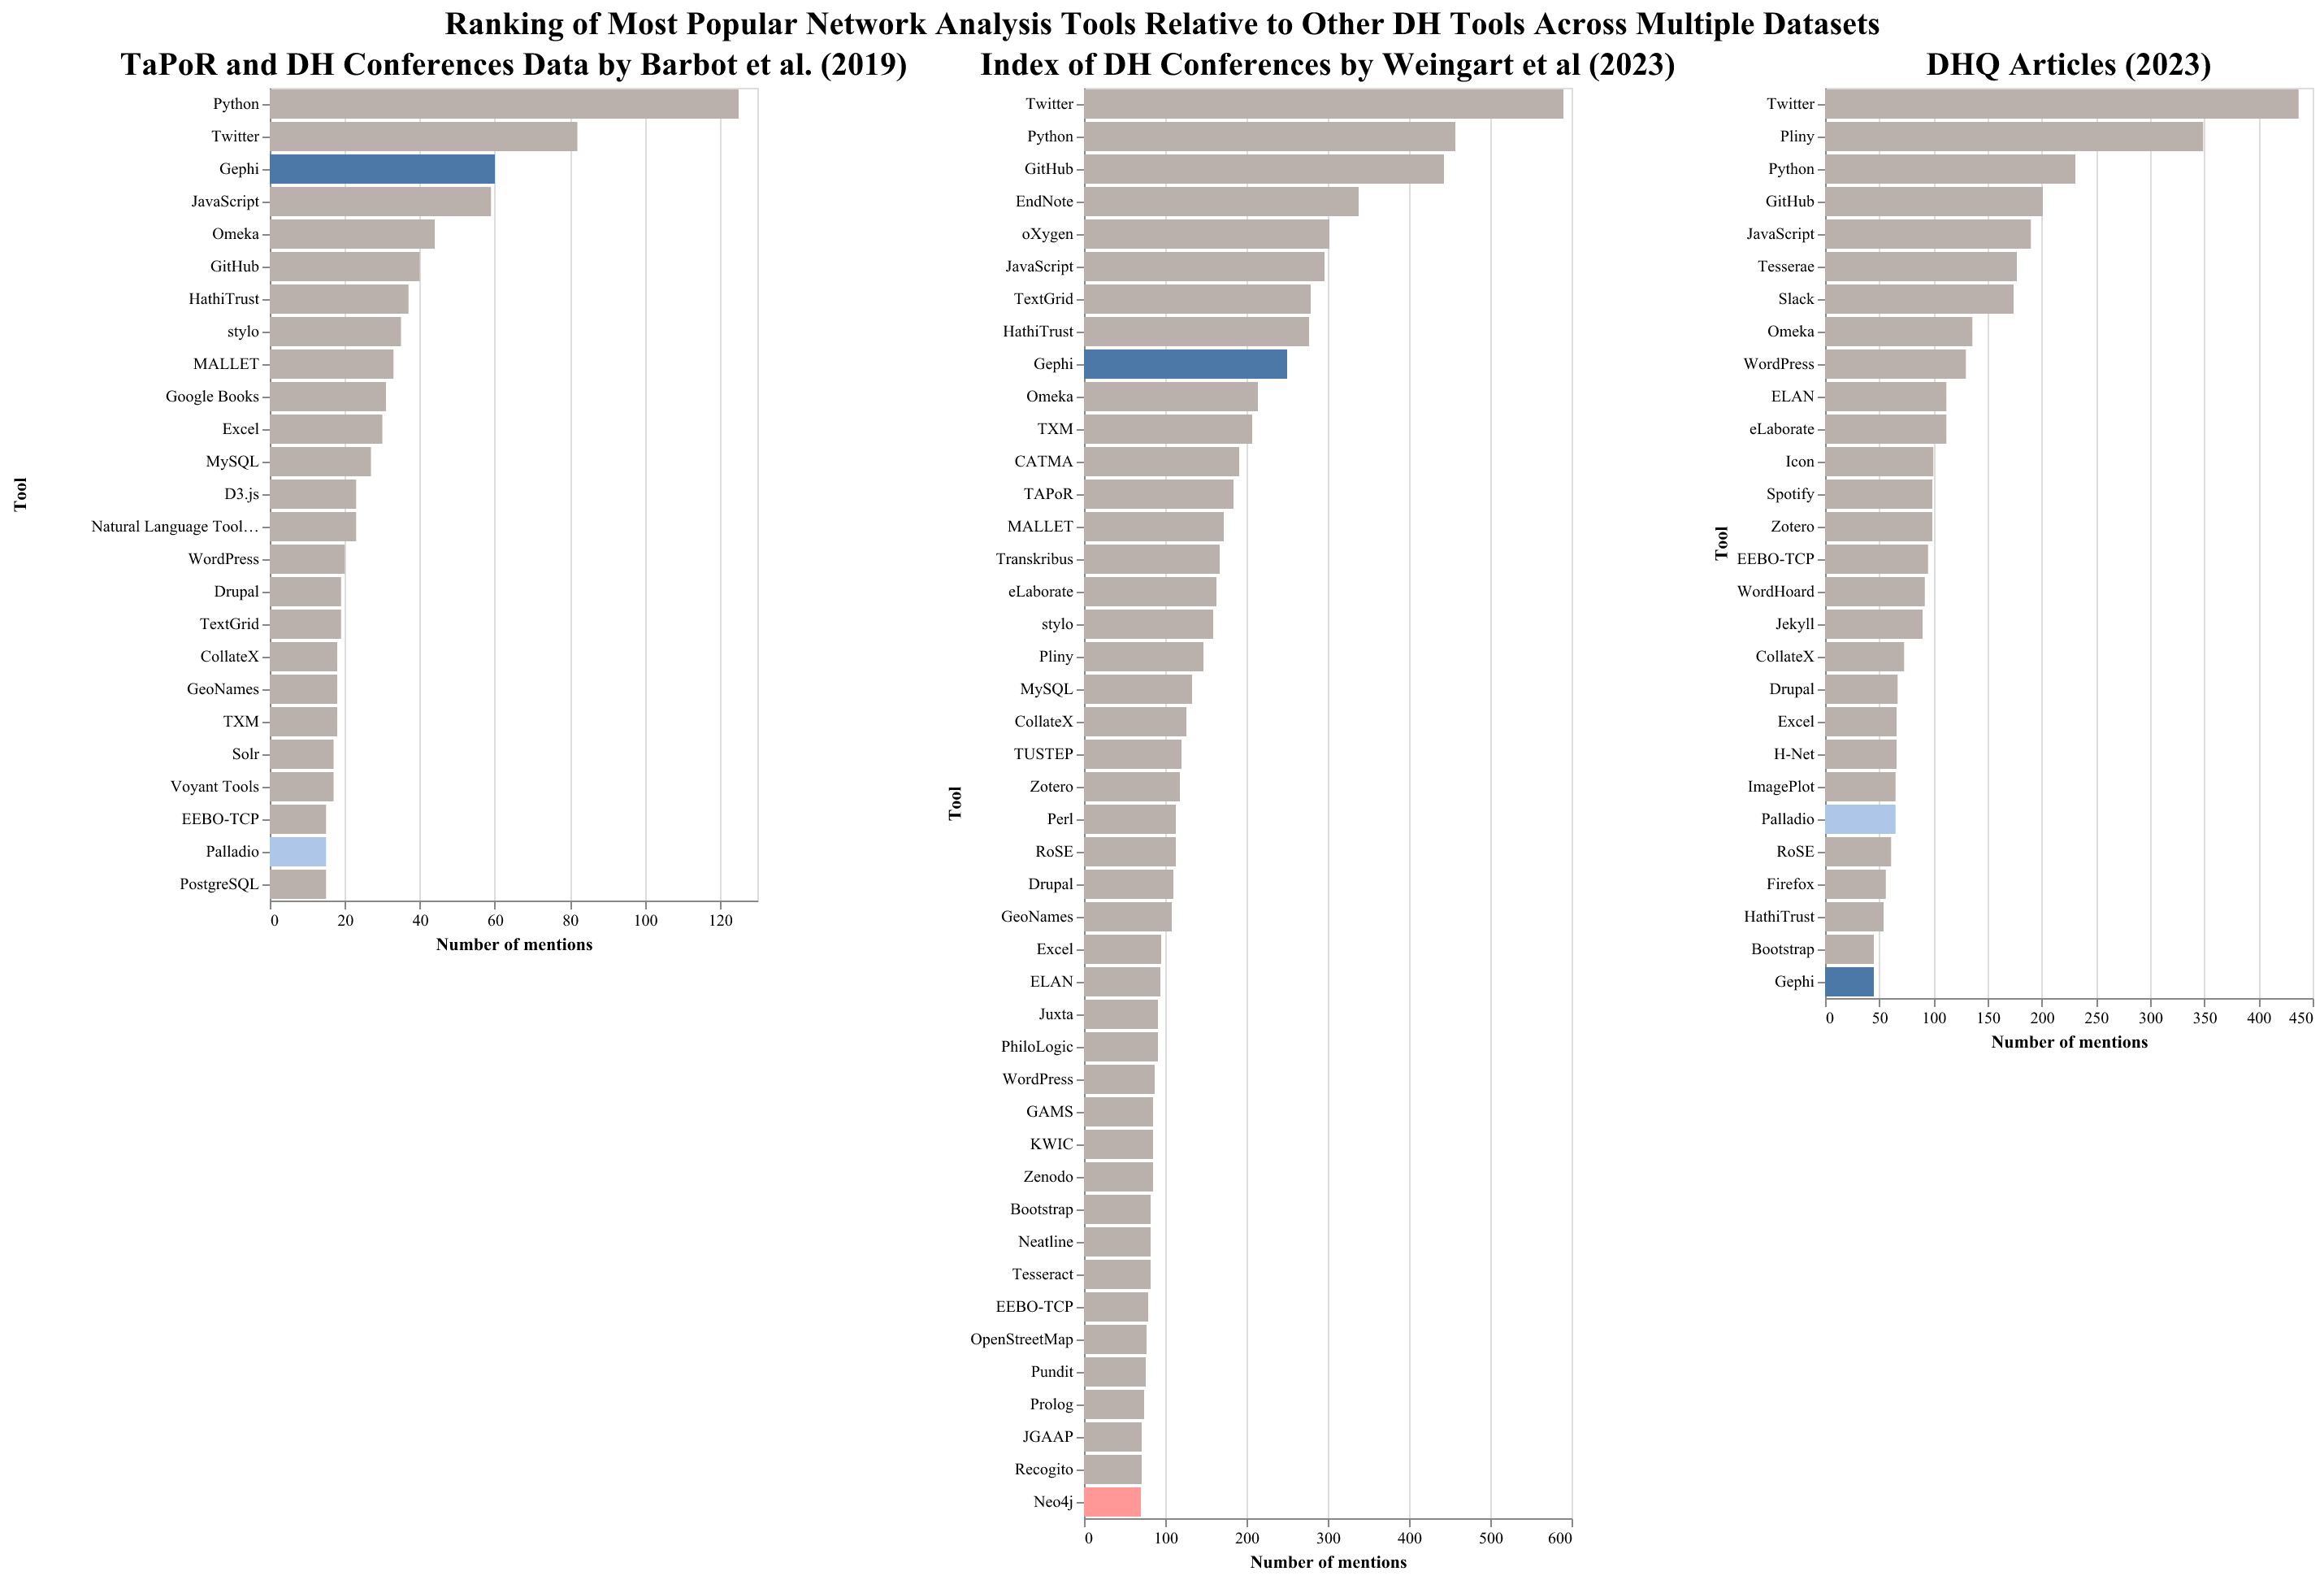 Ranking of Most Popular Network Analysis Tools Relative to Other DH Tools Across Multiple Datasets
TaPoR and DH Conferences Data by Barbot et al. (2019)
Tool
Python
Twitter
Gephi
JavaScript
Omeka
GitHub
HathiTrust
stylo
MALLET
Google Books
Excel
MySQL
D3.js
Natural Language Tool…
WordPress
Drupal
TextGrid
CollateX
GeoNames
TXM
Solr
Voyant Tools
EEBO-TCP
Palladio
PostgreSQL
0 20 40 60 80 100 120
Number of mentions
Index of DH Conferences by Weingart et al (2023)
Tool
Twitter
Python
GitHub
EndNote
oXygen
JavaScript
TextGrid
HathiTrust
Gephi
Omeka
TXM
CATMA
TAPoR
MALLET
Transkribus
eLaborate
stylo
Pliny
MySQL
CollateX
TUSTEP
Zotero
Perl
RoSE
Drupal
GeoNames
Excel
ELAN
Juxta
PhiloLogic
WordPress
GAMS
KWIC
Zenodo
Bootstrap
Neatline
Tesseract
EEBO-TCP
OpenStreetMap
Pundit
Prolog
JGAAP
Recogito
Neo4j
0 100 200 300 400 500 600
Number of mentions
DHQ Articles (2023)
Tool
Twitter
Pliny
Python
GitHub
JavaScript
Tesserae
Slack
Omeka
WordPress
ELAN
eLaborate
Icon
Spotify
Zotero
EEBO-TCP
WordHoard
Jekyll
CollateX
Drupal
Excel
H-Net
ImagePlot
Palladio
RoSE
Firefox
HathiTrust
Bootstrap
Gephi
0 50 100 150 200 250 300 350 400 450
Number of mentions